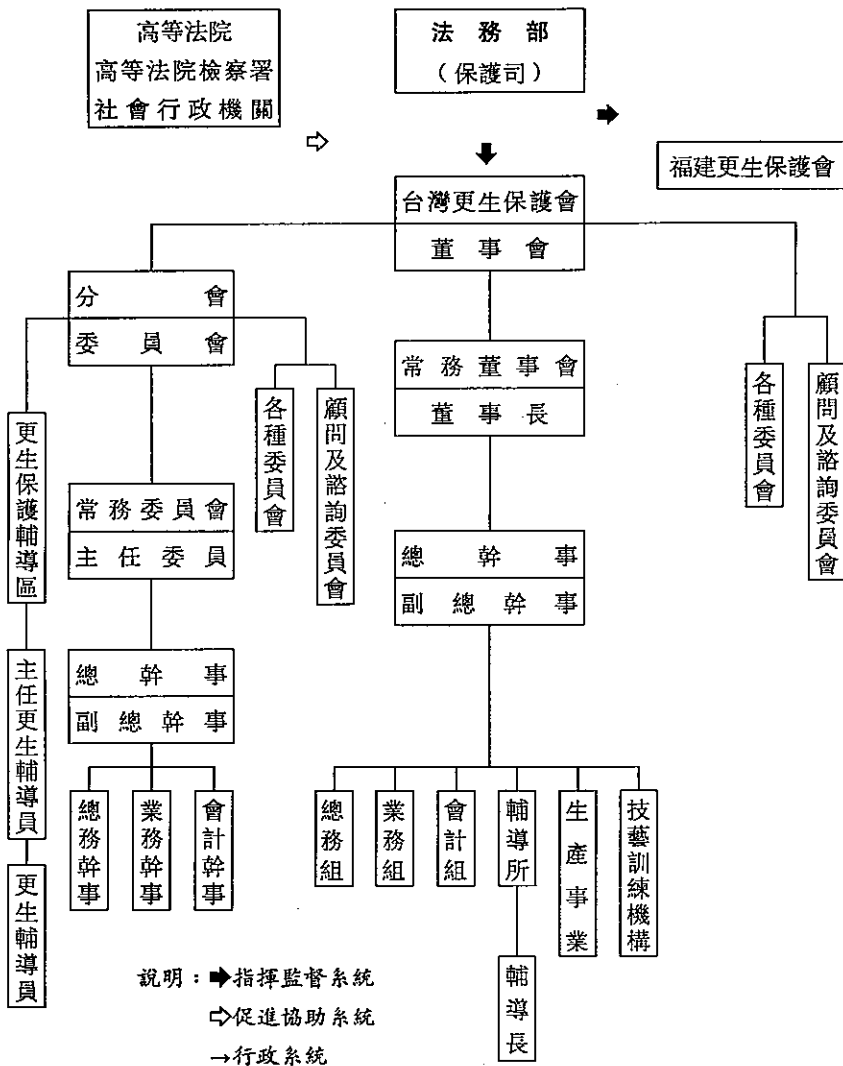 高等法院
高等法院檢察署
社會行政機關
法務部
（保護司）
福建更生保護會
台灣更生保護會
董事會
分會
委員會
常務董事會
董事長
各種委員會
顧問及諮詢委員會
各種委員會
顧問及諮詢委員會
更生保護輔導區
常務委員會
主任委員
總幹事
副總幹事
主任更生輔導員
總幹事
副總幹事
總務幹事
業務幹事
會計幹事
總務組
業務組
會計組
輔導所
生產事業
技藝訓練機構
更生輔導員
輔導長
說明：➡指揮監督系統
⇨促進協助系統
→行政系統